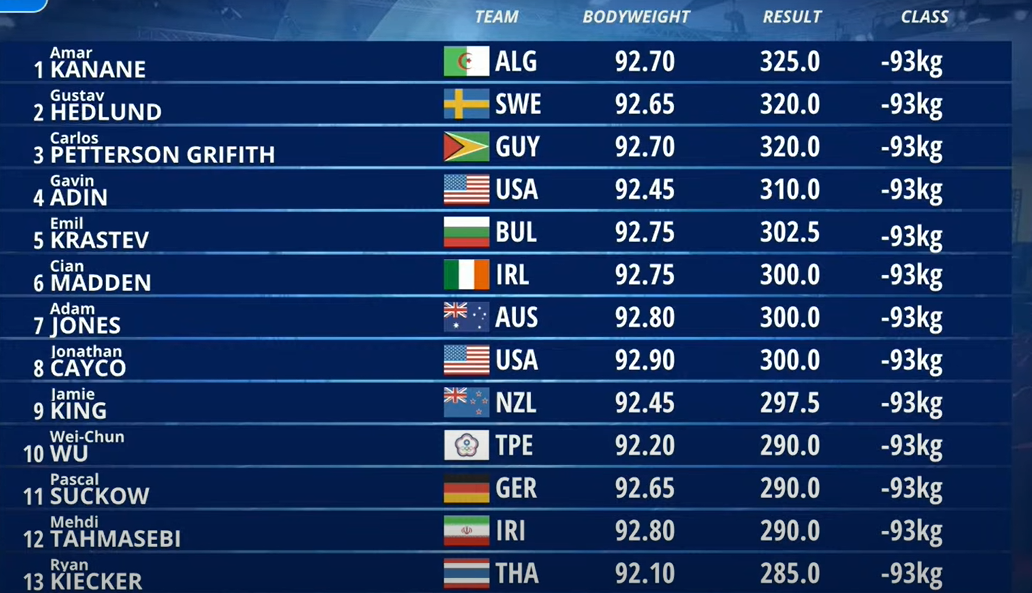 TEAM BODYWEIGHT RESULT CLASS
1 Amar KANANE ALG 92.70 325.0 -93kg
2 Gustav HEDLUND SWE 92.65 320.0 -93kg
3 Carlos PETTERSON GRIFITH GUY 92.70 320.0 -93kg
4 Gavin ADIN USA 92.45 310.0 -93kg
5 Emil KRASTEV BUL 92.75 302.5 -93kg
6 Cian MADDEN IRL 92.75 300.0 -93kg
7 Adam JONES AUS 92.80 300.0 -93kg
8 Jonathan CAYCO USA 92.90 300.0 -93kg
9 Jamie KING NZL 92.45 297.5 -93kg
10 Wei-Chun WU TPE 92.20 290.0 -93kg
11 Pascal SUCKOW GER 92.65 290.0 -93kg
12 Mehdi TAHMASEBI IRI 92.80 290.0 -93kg
13 Ryan KIECKER THA 92.10 285.0 -93kg